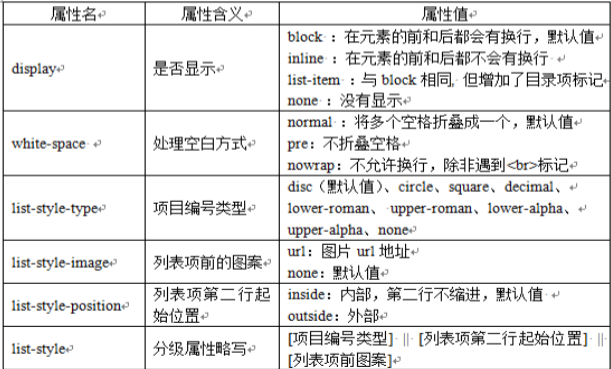 属性名 属性含义 属性值
display 是否显示 block :在元素的前和后都会有换行，默认值
inline :在元素的前和后都不会有换行
list-item :与 block 相同,但增加了目录项标记
none :没有显示
white-space 处理空白方式 normal :将多个空格折叠成一个，默认值
pre：不折叠空格
nowrap：不允许换行，除非遇到<br>标记
list-style-type 项目编号类型 disc（默认值）、circle、square、decimal、
lower-roman、upper-roman、lower-alpha、
upper-alpha、none
list-style-image 列表项前的图案 url：图片 url 地址
none：默认值
list-style-position 列表项第二行起始位置 inside：内部，第二行不缩进，默认值
outside：外部
list-style 分级属性略写 [项目编号类型] || [列表项第二行起始位置] ||
[列表项前图案]